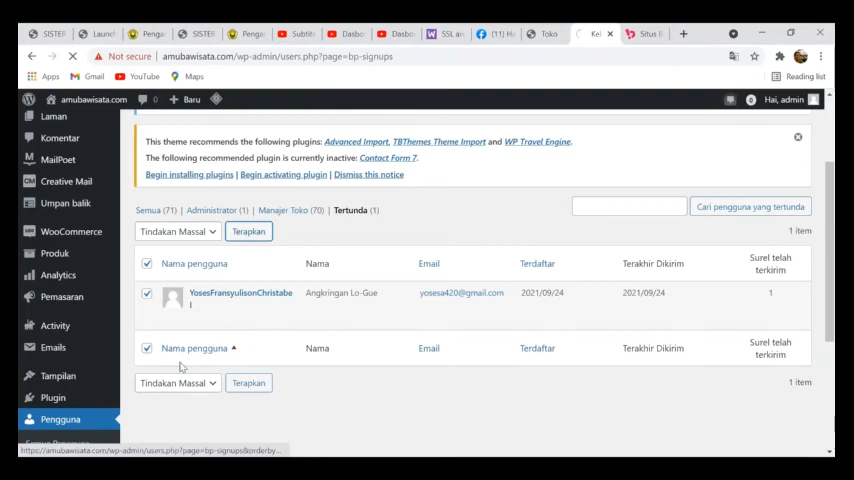 SISTER
Launch
Pengar
SISTER
Pengar
Subtitl
Dasbo
Dasbo
SSL an
(1) Ha
Toko
Kel
Situs B
Not secure
amubawisata.com/wp-admin/users.php?page=bp-signups
Apps
Gmail
YouTube
Maps
Reading list
amubawisata.com
0
Baru
0
Hai, admin
Laman
Komentar
MailPoet
Creative Mail
Umpan balik
WooCommerce
Produk
Analytics
Pemasaran
Activity
Emails
Tampilan
Plugin
Pengguna
This theme recommends the following plugins: Advanced Import, TBThemes Theme Import and WP Travel Engine.
The following recommended plugin is currently inactive: Contact Form 7.
Begin installing plugins | Begin activating plugin | Dismiss this notice
Semua (71) | Administrator (1) | Manajer Toko (70) | Tertunda (1)
Cari pengguna yang tertunda
Tindakan Massal
Terapkan
1 item
Nama pengguna
Nama
Email
Terdaftar
Terakhir Dikirim
Surel telah
terkirim
YosesFransyulisonChristabe
l
Angkringan Lo-Gue
yosesa420@gmail.com
2021/09/24
2021/09/24
1
Nama pengguna
Nama
Email
Terdaftar
Terakhir Dikirim
Surel telah
terkirim
Tindakan Massal
Terapkan
1 item
https://amubawisata.com/wp-admin/users.php?page=bp-signups&orderby...